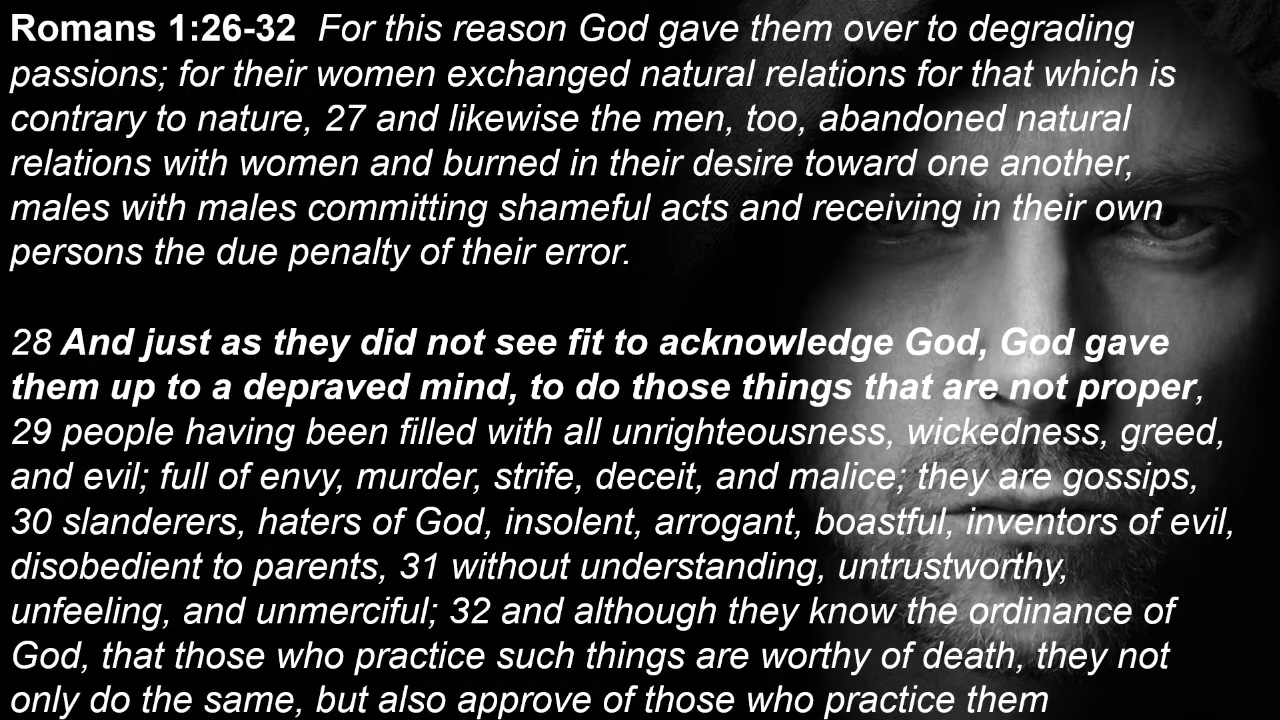 Romans 1:26-32 For this reason God gave them over to degrading
passions; for their women exchanged natural relations for that which is
contrary to nature, 27 and likewise the men, too, abandoned natural
relations with women and burned in their desire toward one another,
males with males committing shameful acts and receiving in their own
persons the due penalty of their error.
28 And just as they did not see fit to acknowledge God, God gave
them up to a depraved mind, to do those things that are not proper,
29 people having been filled with all unrighteousness, wickedness, greed,
and evil; full of envy, murder, strife, deceit, and malice; they are gossips,
30 slanderers, haters of God, insolent, arrogant, boastful, inventors of evil,
disobedient to parents, 31 without understanding, untrustworthy,
unfeeling, and unmerciful; 32 and although they know the ordinance of
God, that those who practice such things are worthy of death, they not
only do the same, but also approve of those who practice them